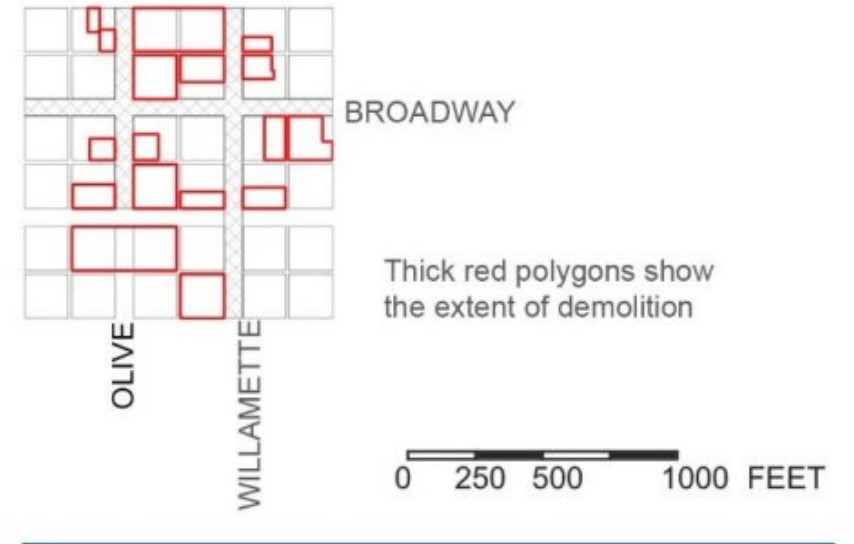 BROADWAY
Thick red polygons show
the extent of demolition
OLIVE
WILLAMETTE
0 250 500 1000 FEET